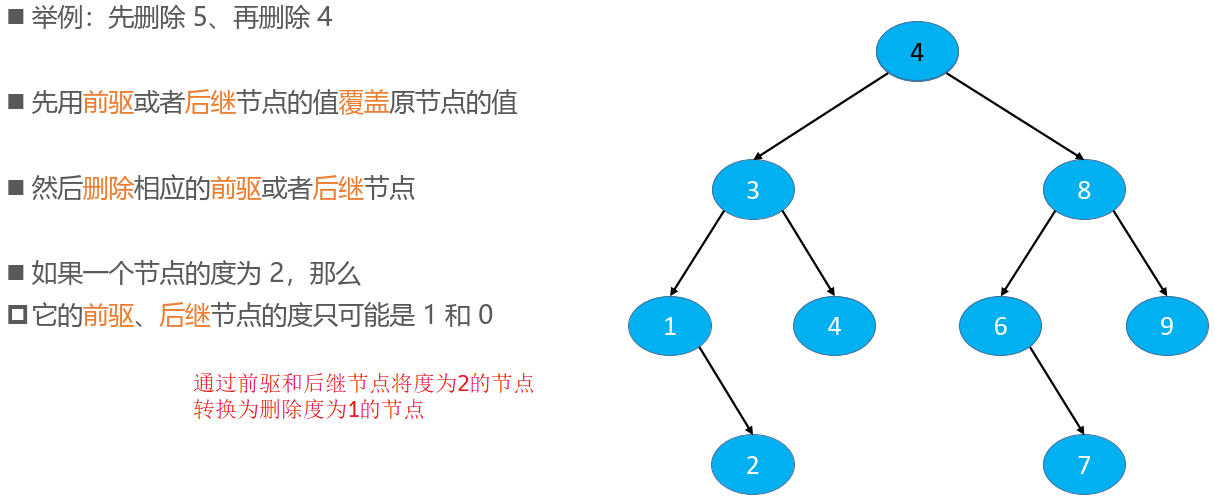 ■ 举例：先删除 5、再删除 4
■ 先用前驱或者后继节点的值覆盖原节点的值
■ 然后删除相应的前驱或者后继节点
■ 如果一个节点的度为 2，那么
它的前驱、后继节点的度只可能是 1 和 0
通过前驱和后继节点将度为2的节点
转换为删除度为1的节点
4
3 8
1 4 6 9
2 7